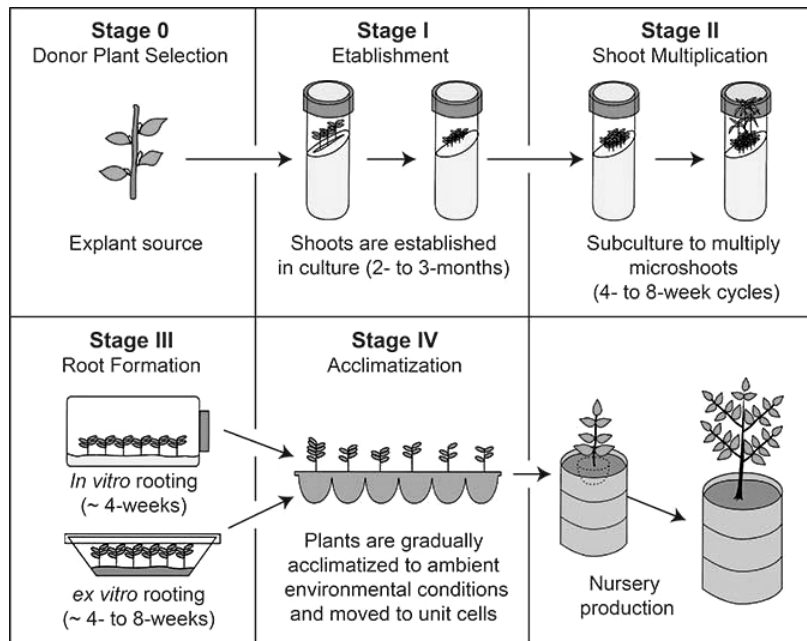 Stage 0
Donor Plant Selection
Explant source
Stage I
Etablishment
Shoots are established
in culture (2- to 3-months)
Stage II
Shoot Multiplication
Subculture to multiply
microshoots
(4- to 8-week cycles)
Stage III
Root Formation
In vitro rooting
(~ 4-weeks)
ex vitro rooting
(~ 4- to 8-weeks)
Stage IV
Acclimatization
Plants are gradually
acclimatized to ambient
environmental conditions
and moved to unit cells
Nursery
production